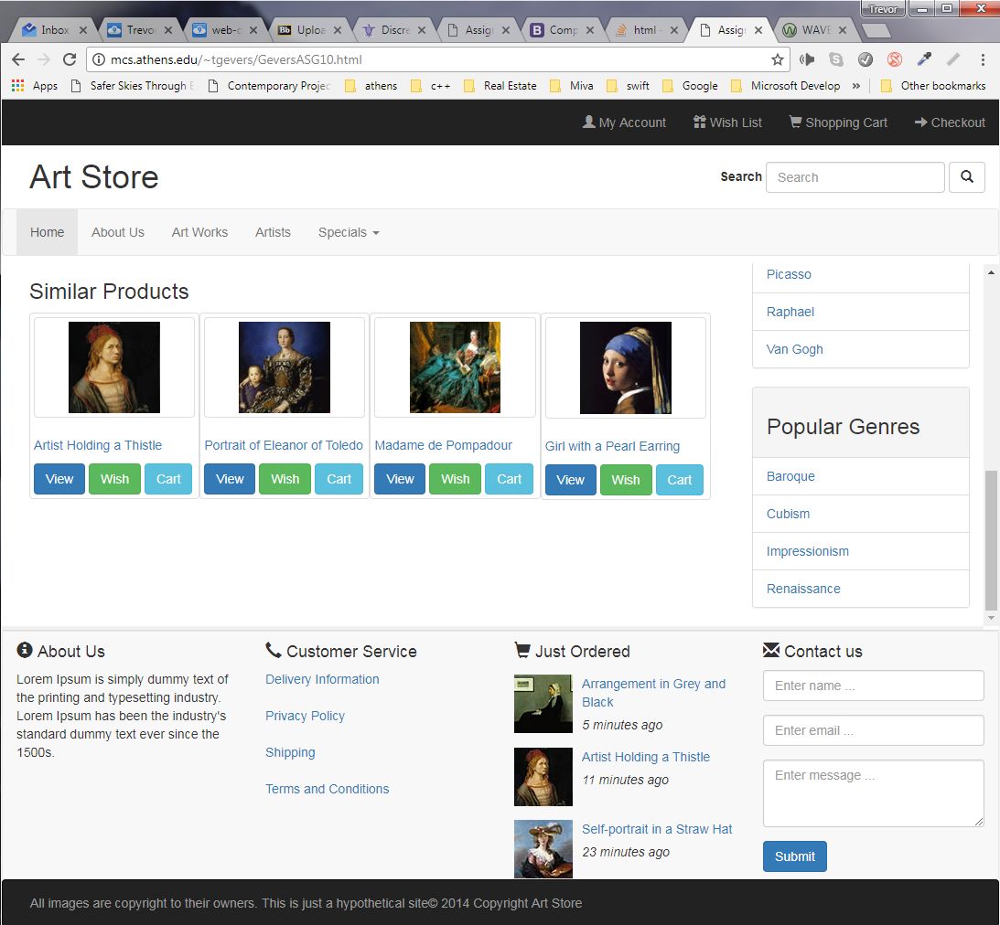 Trevor
Inbox
Trevo
web-c
Bb Uploa
Discre
Assign
B Comp
html -
Assign
WAVE
mcs.athens.edu/~tgevers/GeversASG10.html
Apps Safer Skies Through E Contemporary Projec athens c++ Real Estate Miva swift Google Microsoft Develop » Other bookmarks
My Account Wish List Shopping Cart Checkout
Art Store
Search Search
Home About Us Art Works Artists Specials
Similar Products
Artist Holding a Thistle
View Wish Cart
Portrait of Eleanor of Toledo
View Wish Cart
Madame de Pompadour
View Wish Cart
Girl with a Pearl Earring
View Wish Cart
Picasso
Raphael
Van Gogh
Popular Genres
Baroque
Cubism
Impressionism
Renaissance
About Us
Lorem Ipsum is simply dummy text of
the printing and typesetting industry.
Lorem Ipsum has been the industry's
standard dummy text ever since the
1500s.
Customer Service
Delivery Information
Privacy Policy
Shipping
Terms and Conditions
Just Ordered
Arrangement in Grey and
Black
5 minutes ago
Artist Holding a Thistle
11 minutes ago
Self-portrait in a Straw Hat
23 minutes ago
Contact us
Enter name ...
Enter email ...
Enter message ...
Submit
All images are copyright to their owners. This is just a hypothetical site© 2014 Copyright Art Store